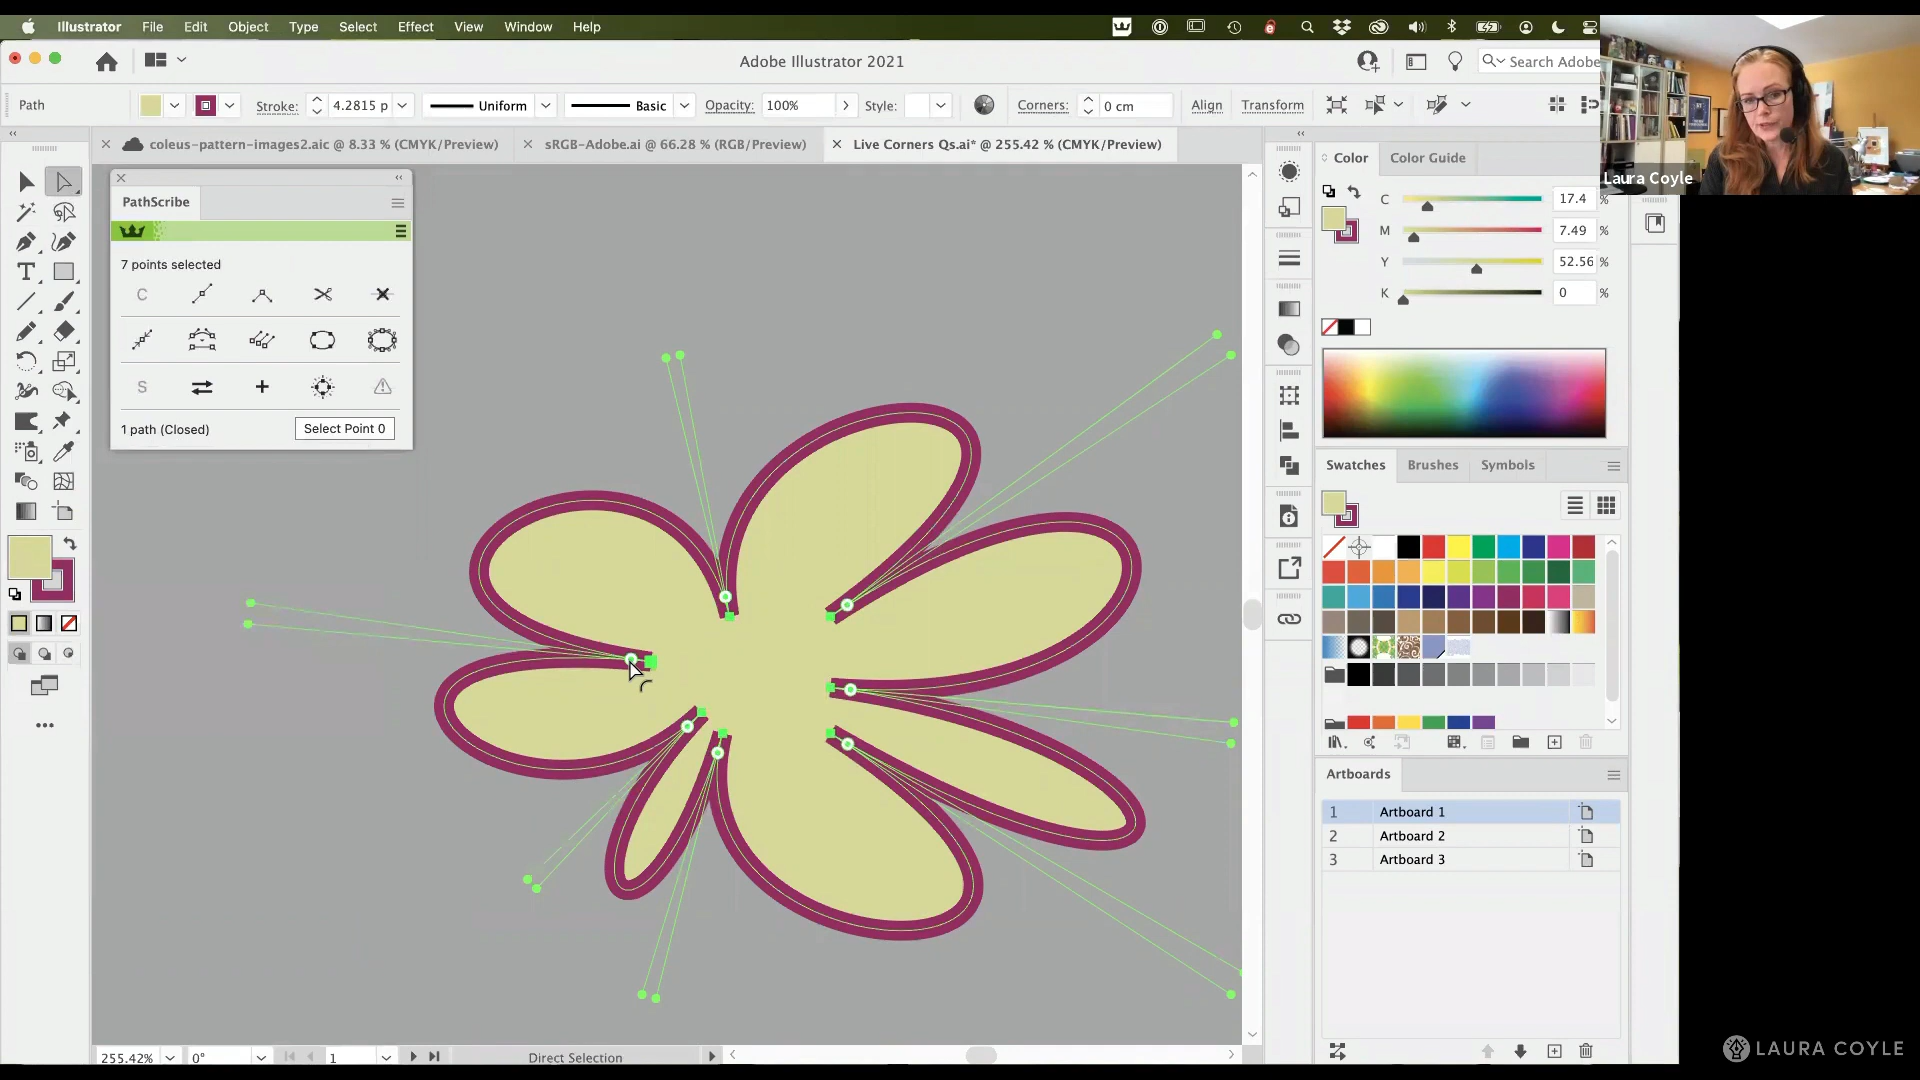 Illustrator File Edit Object Type Select Effect View Window Help
Adobe Illustrator 2021
Search Adobe
Path Stroke: 4.2815 p Uniform Basic Opacity: 100% Style: Corners: 0 cm Align Transform
coleus-pattern-images2.aic @ 8.33 % (CMYK/Preview) sRGB-Adobe.ai @ 66.28 % (RGB/Preview) Live Corners Qs.ai* @ 255.42 % (CMYK/Preview)
Color Color Guide
Laura Coyle
PathScribe
C 17.4 %
M 7.49 %
Y 52.56 %
K 0 %
7 points selected
C
S
1 path (Closed) Select Point 0
Swatches Brushes Symbols
Artboards
1 Artboard 1
2 Artboard 2
3 Artboard 3
255.42% 0° 1 Direct Selection
LAURA COYLE